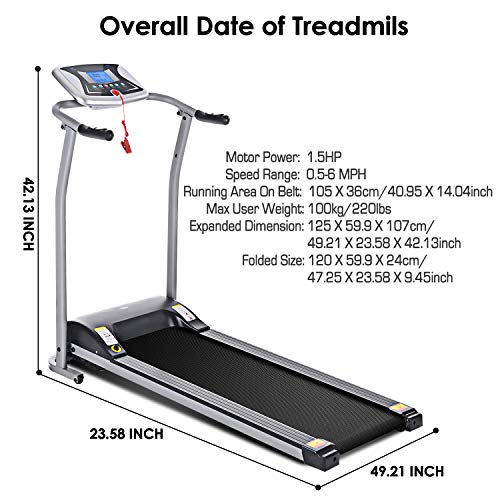 Overall Date of Treadmils
42.13 INCH
Motor Power: 1.5HP
Speed Range: 0.5-6 MPH
Running Area On Belt: 105 X 36cm/40.95 X 14.04inch
Max User Weight: 100kg/220lbs
Expanded Dimension: 125 X 59.9 X 107cm/
49.21 X 23.58 X 42.13inch
Folded Size: 120 X 59.9 X 24cm/
47.25 X 23.58 X 9.45inch
23.58 INCH
49.21 INCH